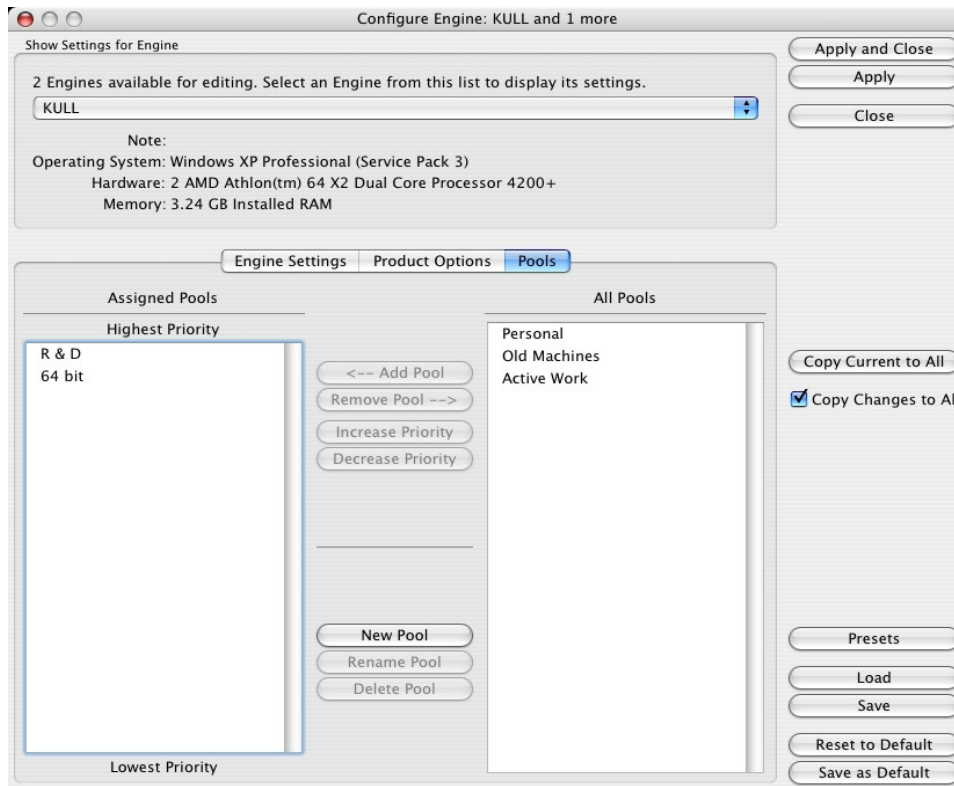 Configure Engine: KULL and 1 more
Show Settings for Engine
2 Engines available for editing. Select an Engine from this list to display its settings.
KULL
Note:
Operating System: Windows XP Professional (Service Pack 3)
Hardware: 2 AMD Athlon(tm) 64 X2 Dual Core Processor 4200+
Memory: 3.24 GB Installed RAM
Apply and Close
Apply
Close
Engine Settings
Product Options
Pools
Assigned Pools
Highest Priority
R & D
64 bit
Lowest Priority
<-- Add Pool
Remove Pool -->
Increase Priority
Decrease Priority
New Pool
Rename Pool
Delete Pool
All Pools
Personal
Old Machines
Active Work
Copy Current to All
Copy Changes to Al
Presets
Load
Save
Reset to Default
Save as Default